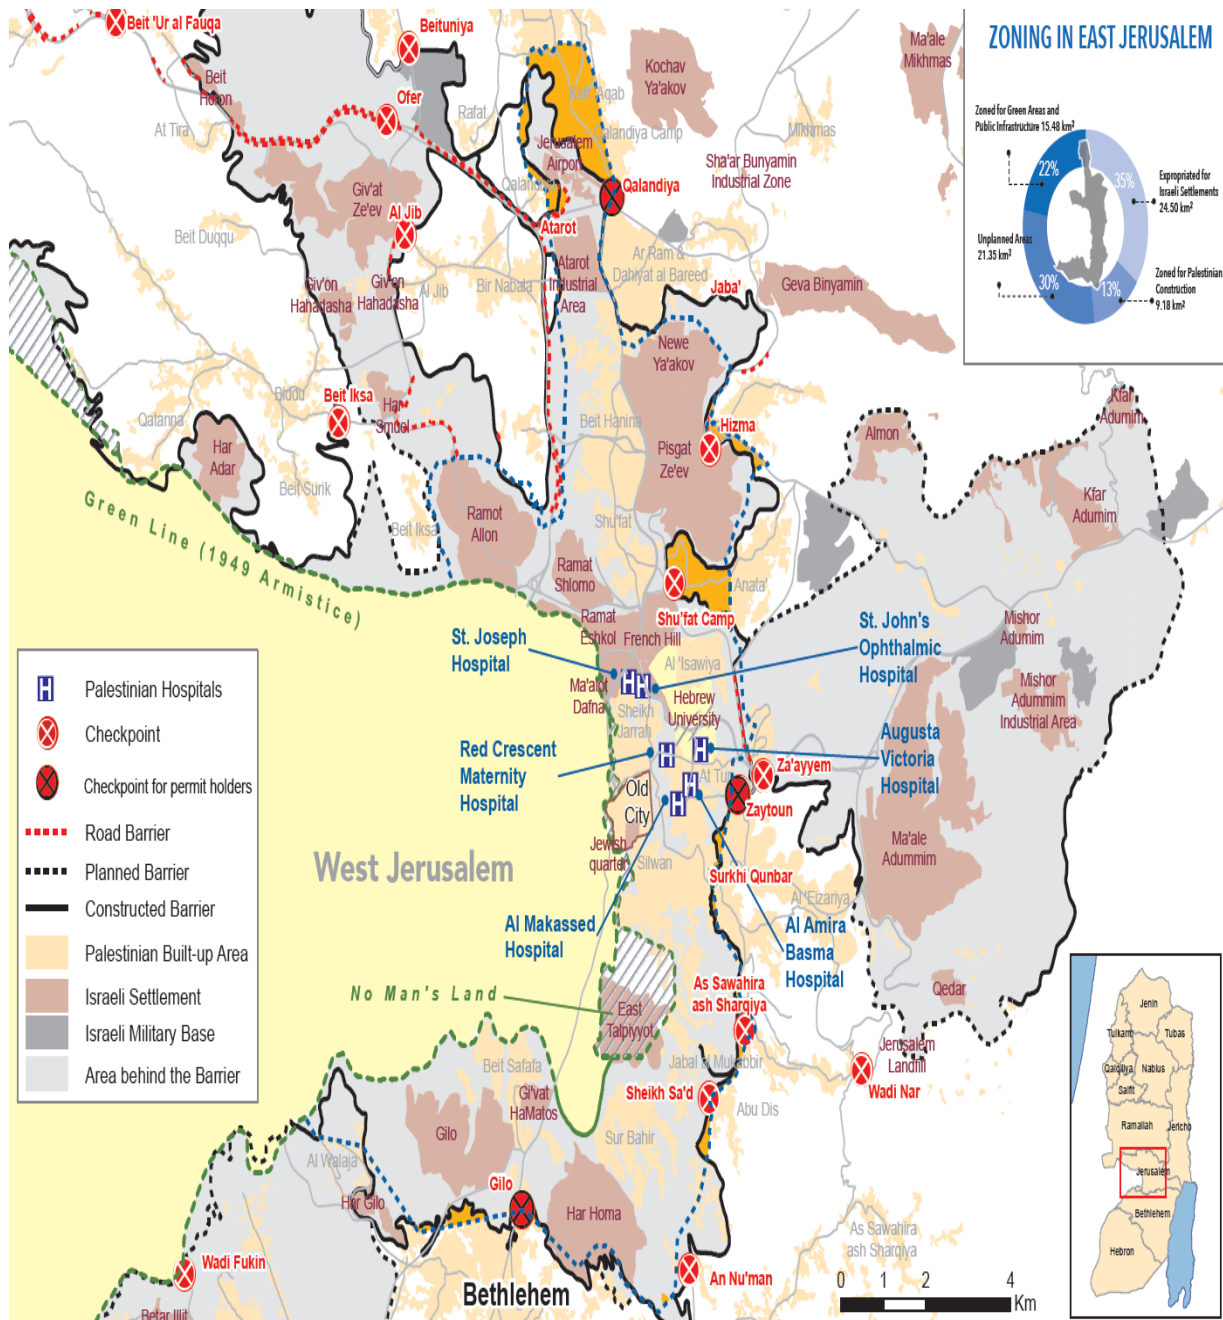 Beit 'Ur al Fauqa
Beituniya
Ma'ale
Mikhmas
ZONING IN EAST JERUSALEM
Zoned for Green Areas and
Public Infrastructure 15.48 km²
22%
35%
Expropriated for
Israeli Settlements
24.50 km²
Unplanned Areas
21.35 km²
30%
13%
Zoned for Palestinian
Construction
9.18 km²
Beit
Horon
At Tira
Ofer
Rafat
Kafr 'Aqab
Qalandiya Camp
Kochav
Ya'akov
Mikhmas
Jerusalem
Airport
Sha'ar Bunyamin
Industrial Zone
Giv'at
Ze'ev
Qalandiya
Al Jib
Atarot
Beit Duqqu
Atarot
Industrial
Area
Ar Ram &
Dahiyat al Bareed
Giv'on
Hahadasha
Giv'on
Hahadasha
Al Jib
Bir Nabala
Jaba'
Geva Binyamin
Newe
Ya'akov
Biddu
Beit Iksa
Har
Smuel
Qatanna
Beit Hanina
Hizma
Pisgat
Ze'ev
Almon
Kfar
Adumim
Har
Adar
Beit Surik
Kfar
Adumim
Green Line (1949 Armistice)
Beit Iksa
Ramot
Allon
Shu'fat
Ramat
Shlomo
Anata'
Shu'fat Camp
Ramat
Eshkol
French Hill
St. Joseph
Hospital
St. John's
Ophthalmic
Hospital
Mishor
Adumim
Al 'Isawiya
Ma'alot
Dafna
Sheikh
Jarrah
Hebrew
University
Mishor
Adummim
Industrial Area
Red Crescent
Maternity
Hospital
Augusta
Victoria
Hospital
At Tur
Za'ayyem
Zaytoun
Old
City
Jewish
quarter
Silwan
West Jerusalem
Ma'ale
Adummim
Surkhi Qunbar
Al 'Eizariya
Al Makassed
Hospital
Al Amira
Basma
Hospital
No Man's Land
East
Talpiyyot
As Sawahira
ash Sharqiya
Qedar
Jerusalem
Landfill
Jabal al Mukabbir
Beit Safafa
Wadi Nar
Gi'vat
HaMatos
Sheikh Sa'd
Abu Dis
Gilo
Sur Bahir
Al Walaja
Har Gilo
Gilo
Har Homa
As Sawahira
ash Sharqiya
Wadi Fukin
An Nu'man
Bethlehem
Betar Illit
0 1 2 4
Km
H Palestinian Hospitals
Checkpoint
Checkpoint for permit holders
Road Barrier
Planned Barrier
Constructed Barrier
Palestinian Built-up Area
Israeli Settlement
Israeli Military Base
Area behind the Barrier
Jenin
Tulkarm
Tubas
Qalqiliya
Nablus
Salfit
Ramallah
Jericho
Jerusalem
Bethlehem
Hebron
Qalandiya
H
H
H
H
H
H